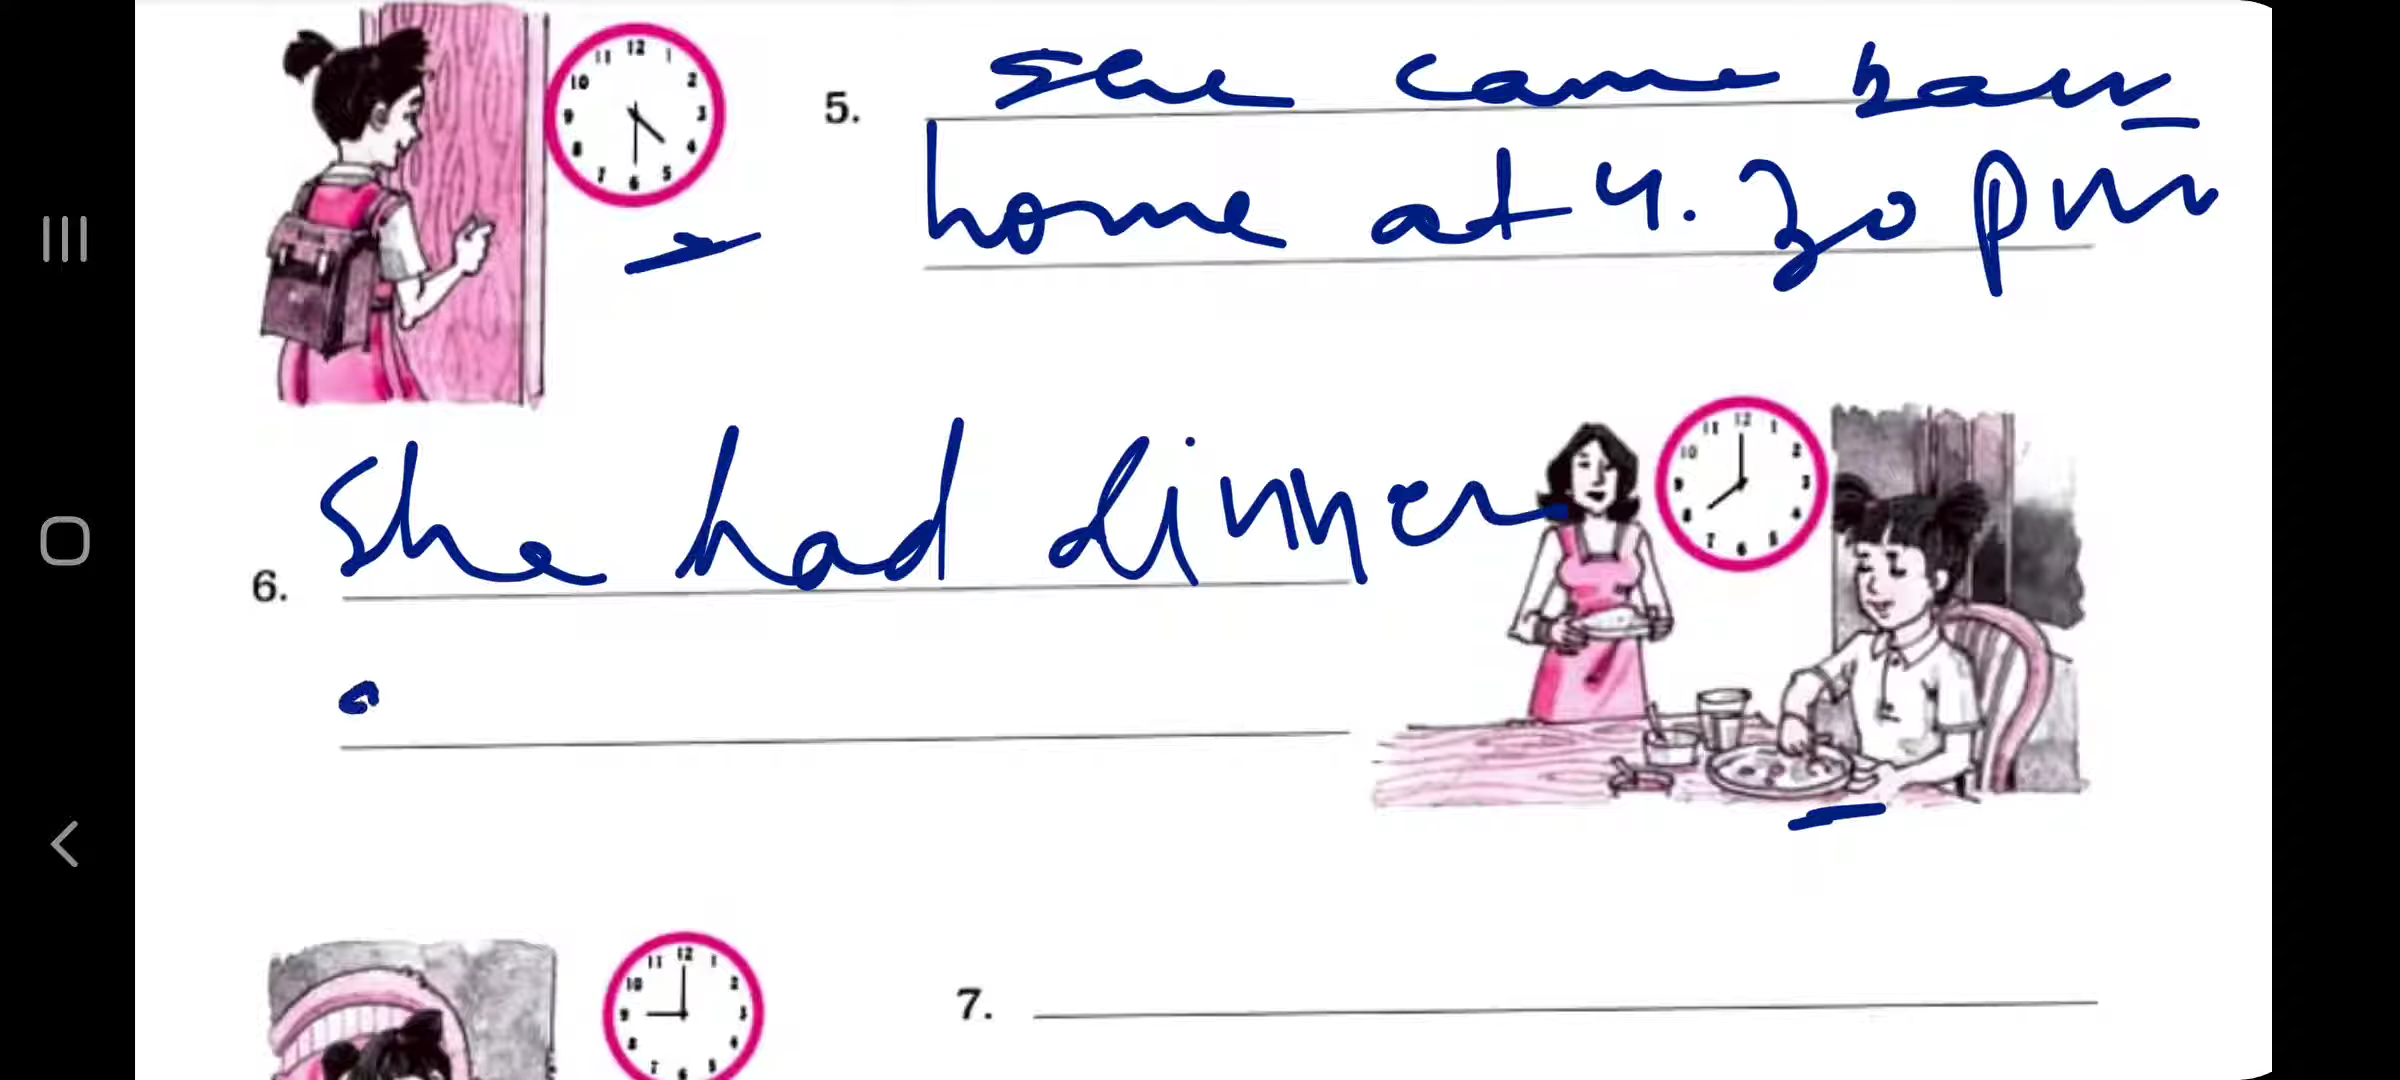 5. She came back
home at 4.30 pm
She had dinner
6.
a
7.